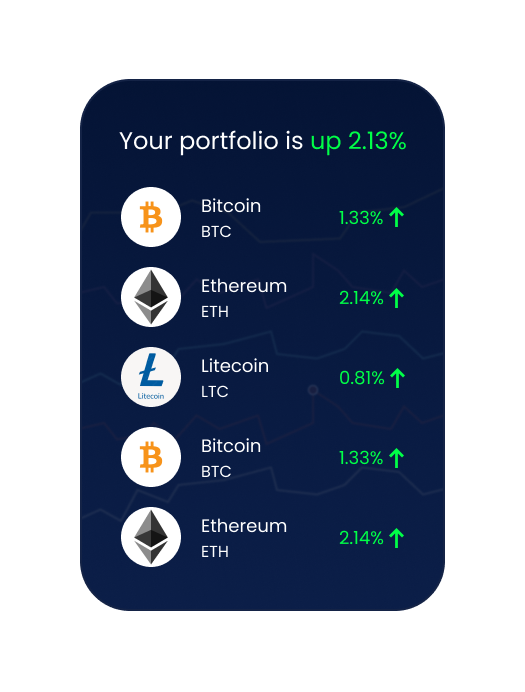 Your portfolio is up 2.13%
Bitcoin
BTC
1.33%
Ethereum
ETH
2.14%
Litecoin
Litecoin
LTC
0.81%
Bitcoin
BTC
1.33%
Ethereum
ETH
2.14%